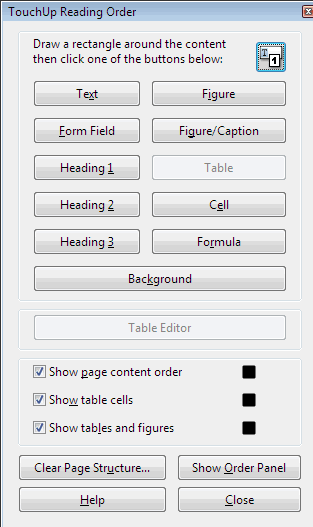 TouchUp Reading Order
Draw a rectangle around the content
then click one of the buttons below:
1
Text
Figure
Form Field
Figure/Caption
Heading 1
Table
Heading 2
Cell
Heading 3
Formula
Background
Table Editor
Show page content order
Show table cells
Show tables and figures
Clear Page Structure...
Show Order Panel
Help
Close